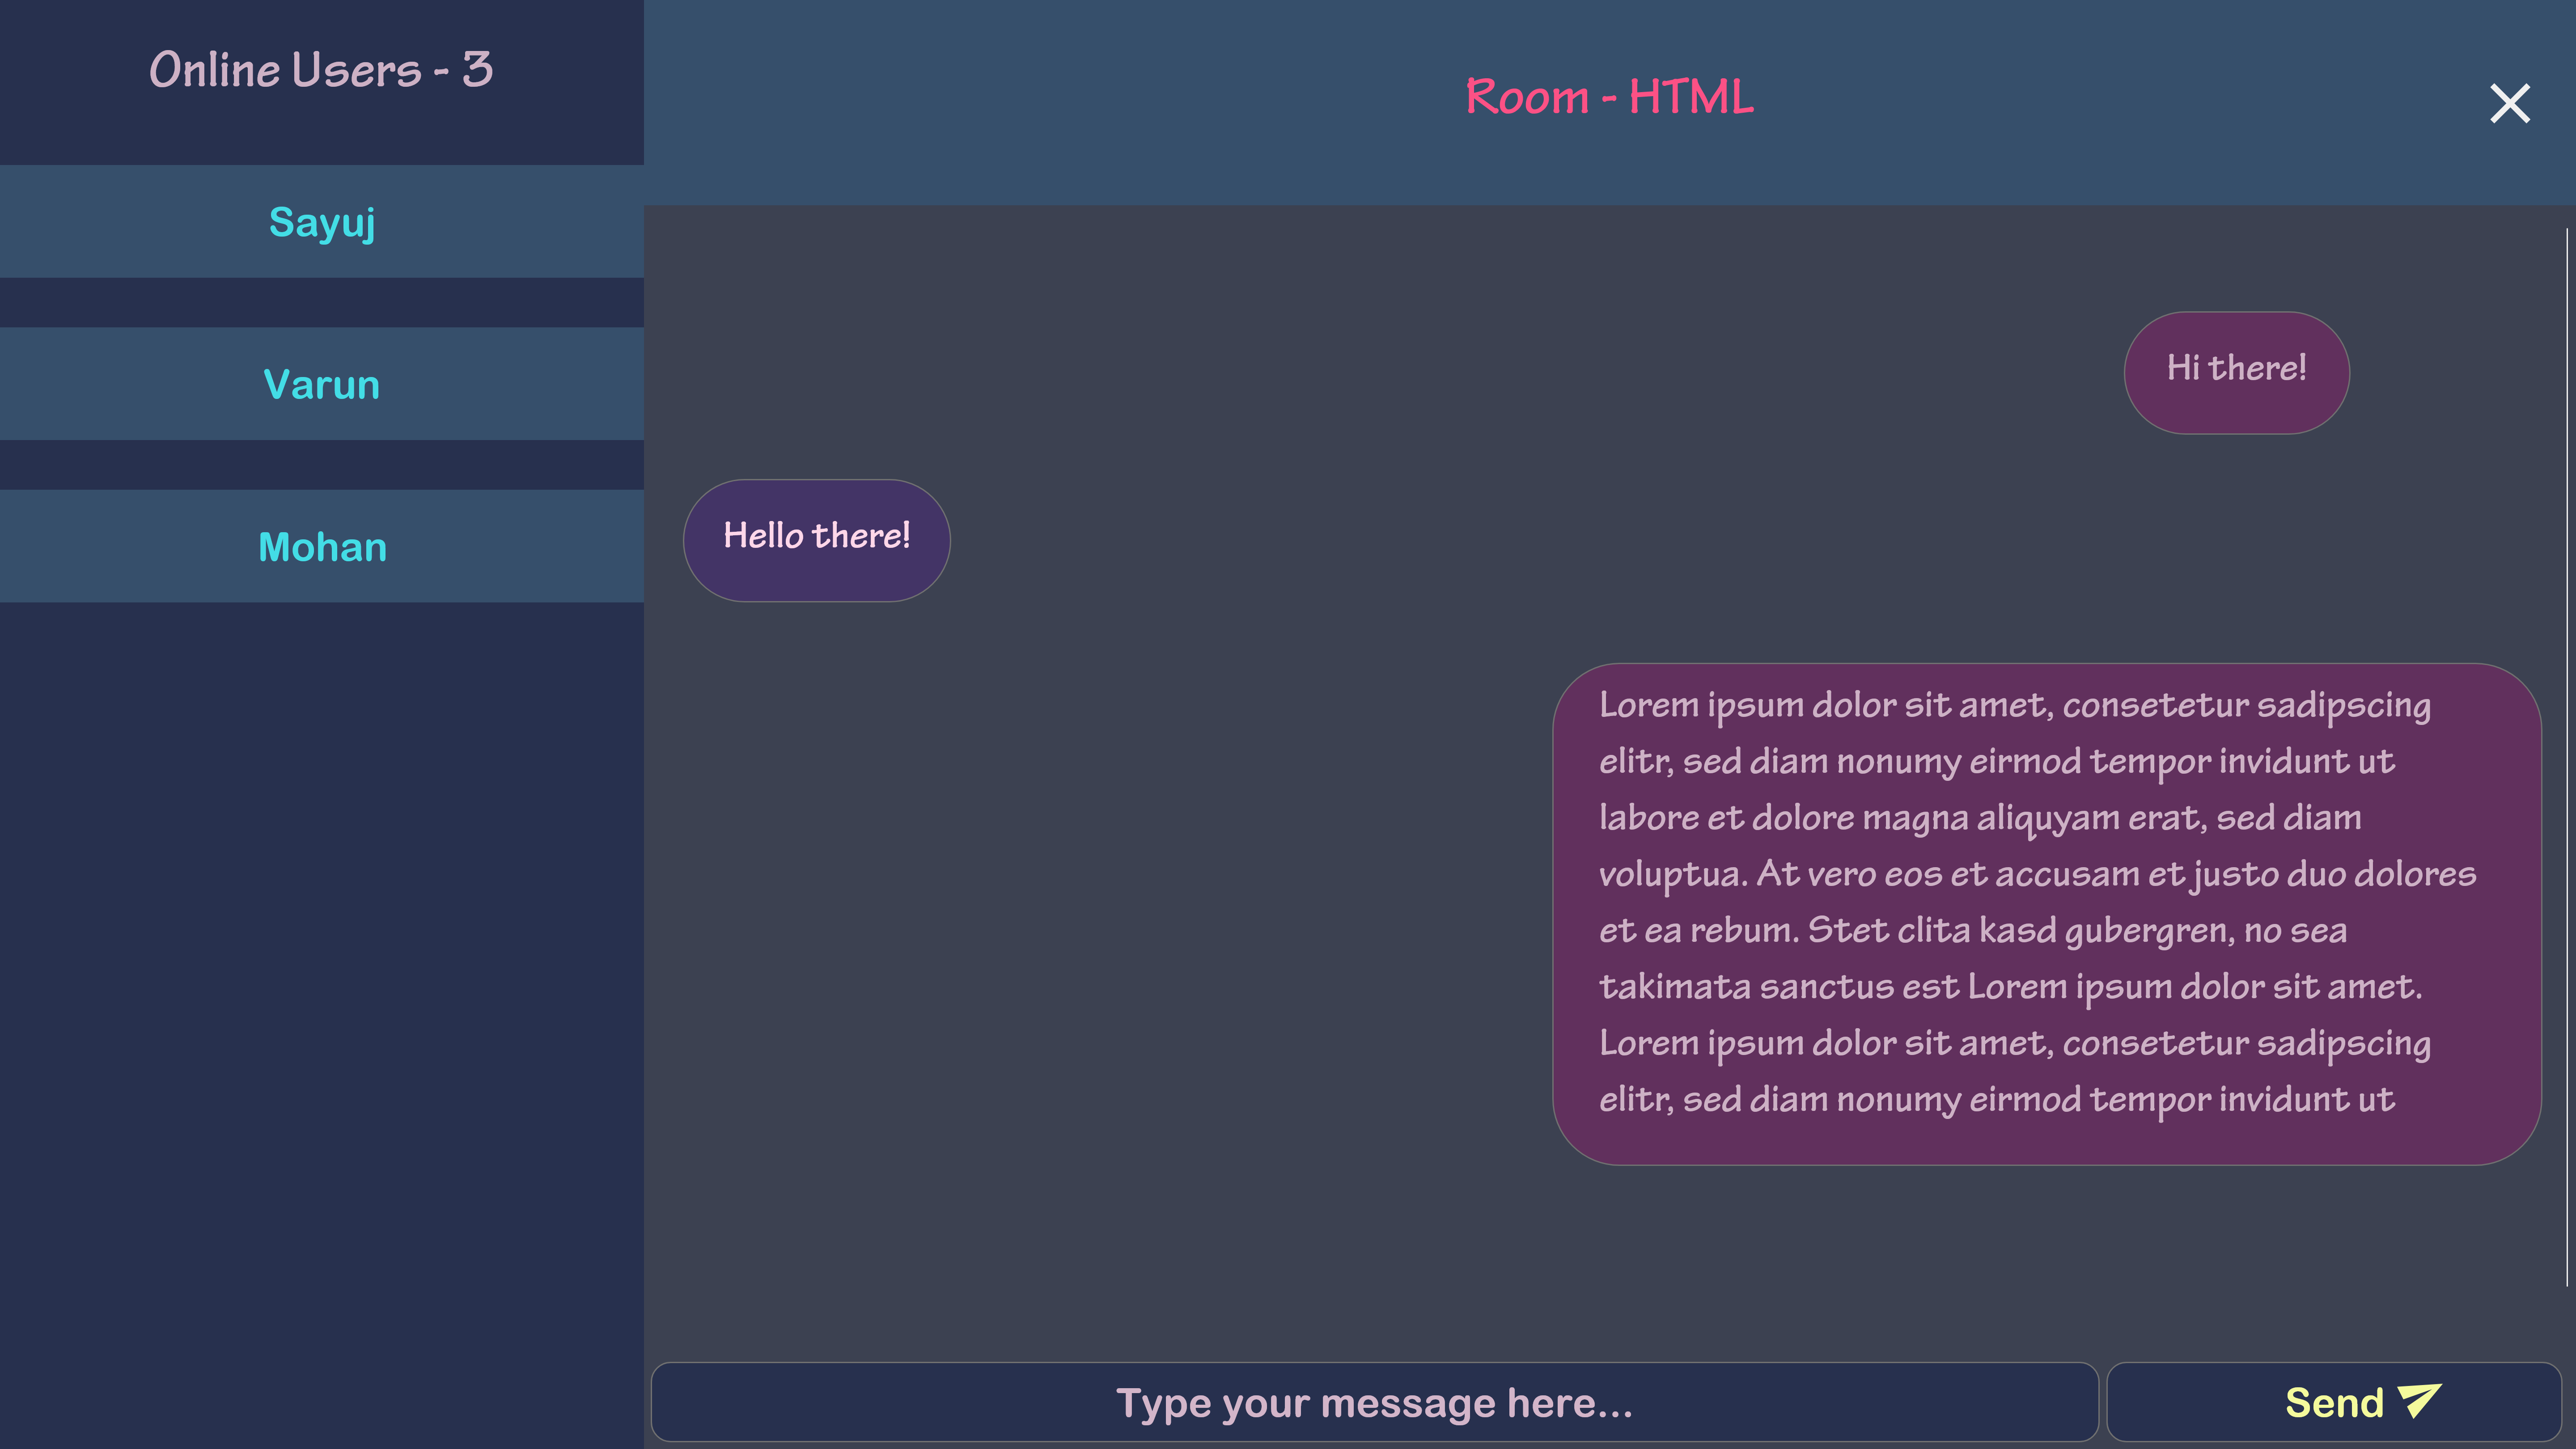 Online Users - 3
Sayuj
Varun
Mohan
Room - HTML
Hi there!
Hello there!
Lorem ipsum dolor sit amet, consetetur sadipscing
elitr, sed diam nonumy eirmod tempor invidunt ut
labore et dolore magna aliquyam erat, sed diam
voluptua. At vero eos et accusam et justo duo dolores
et ea rebum. Stet clita kasd gubergren, no sea
takimata sanctus est Lorem ipsum dolor sit amet.
Lorem ipsum dolor sit amet, consetetur sadipscing
elitr, sed diam nonumy eirmod tempor invidunt ut
Type your message here...
Send